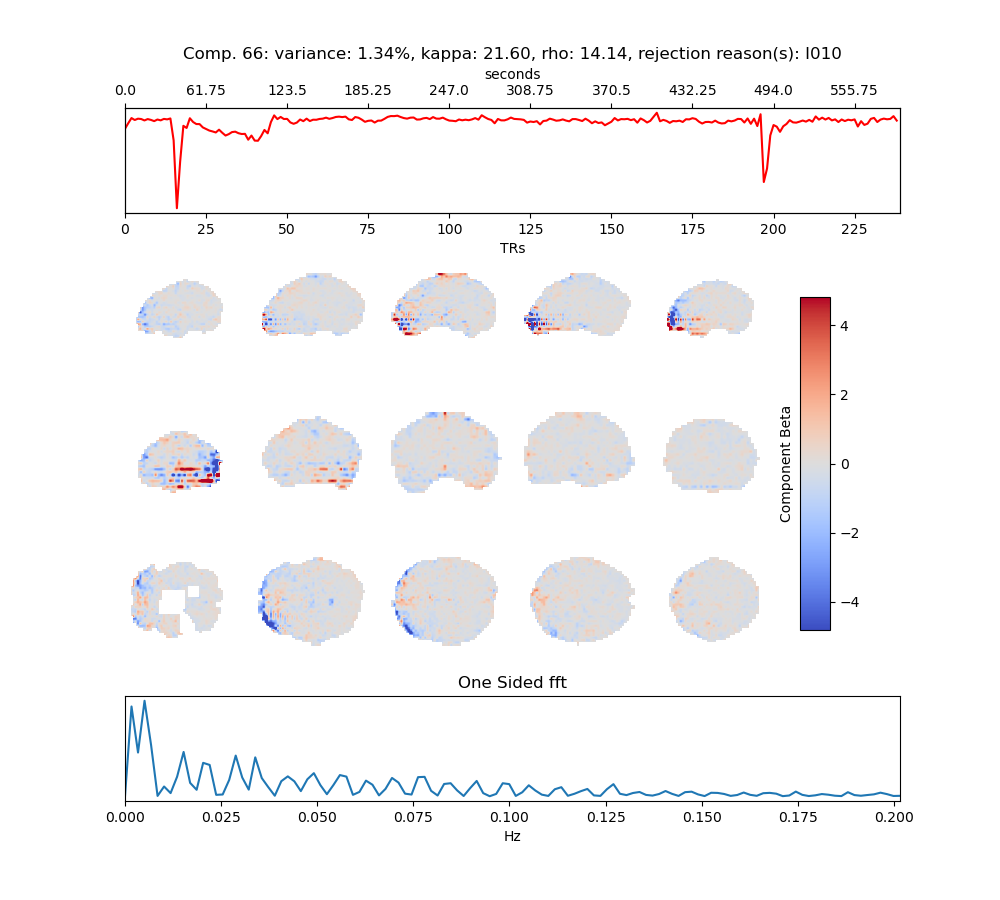 Comp. 66: variance: 1.34%, kappa: 21.60, rho: 14.14, rejection reason(s): I010
seconds
0.0 61.75 123.5 185.25 247.0 308.75 370.5 432.25 494.0 555.75
0 25 50 75 100 125 150 175 200 225
TRs
4
2
0
−2
−4
Component Beta
One Sided fft
0.000 0.025 0.050 0.075 0.100 0.125 0.150 0.175 0.200
Hz